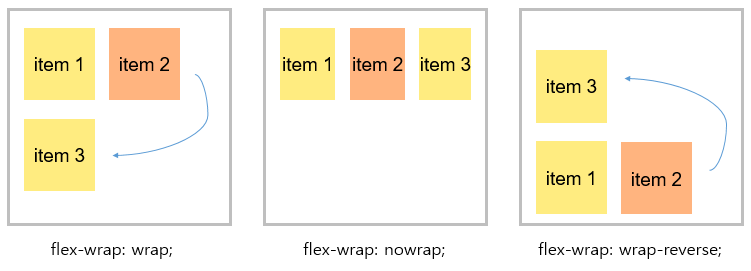 item 1 item 2
item 3
flex-wrap: wrap;
item 1 item 2 item 3
flex-wrap: nowrap;
item 3
item 1 item 2
flex-wrap: wrap-reverse;